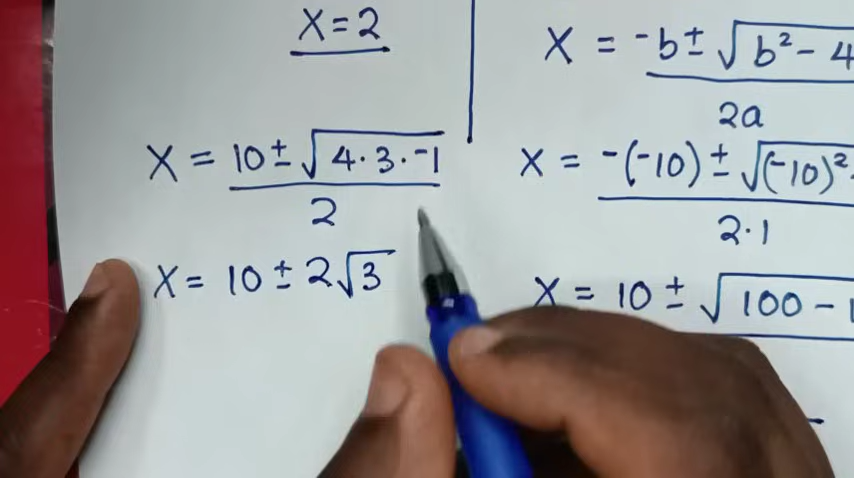 X = 2
X = 10 ± √4·3·-1
2
X = 10 ± 2√3
X = -b ± √b² - 4
2a
X = -(-10) ± √(-10)²
2·1
X = 10 ± √100 - 1